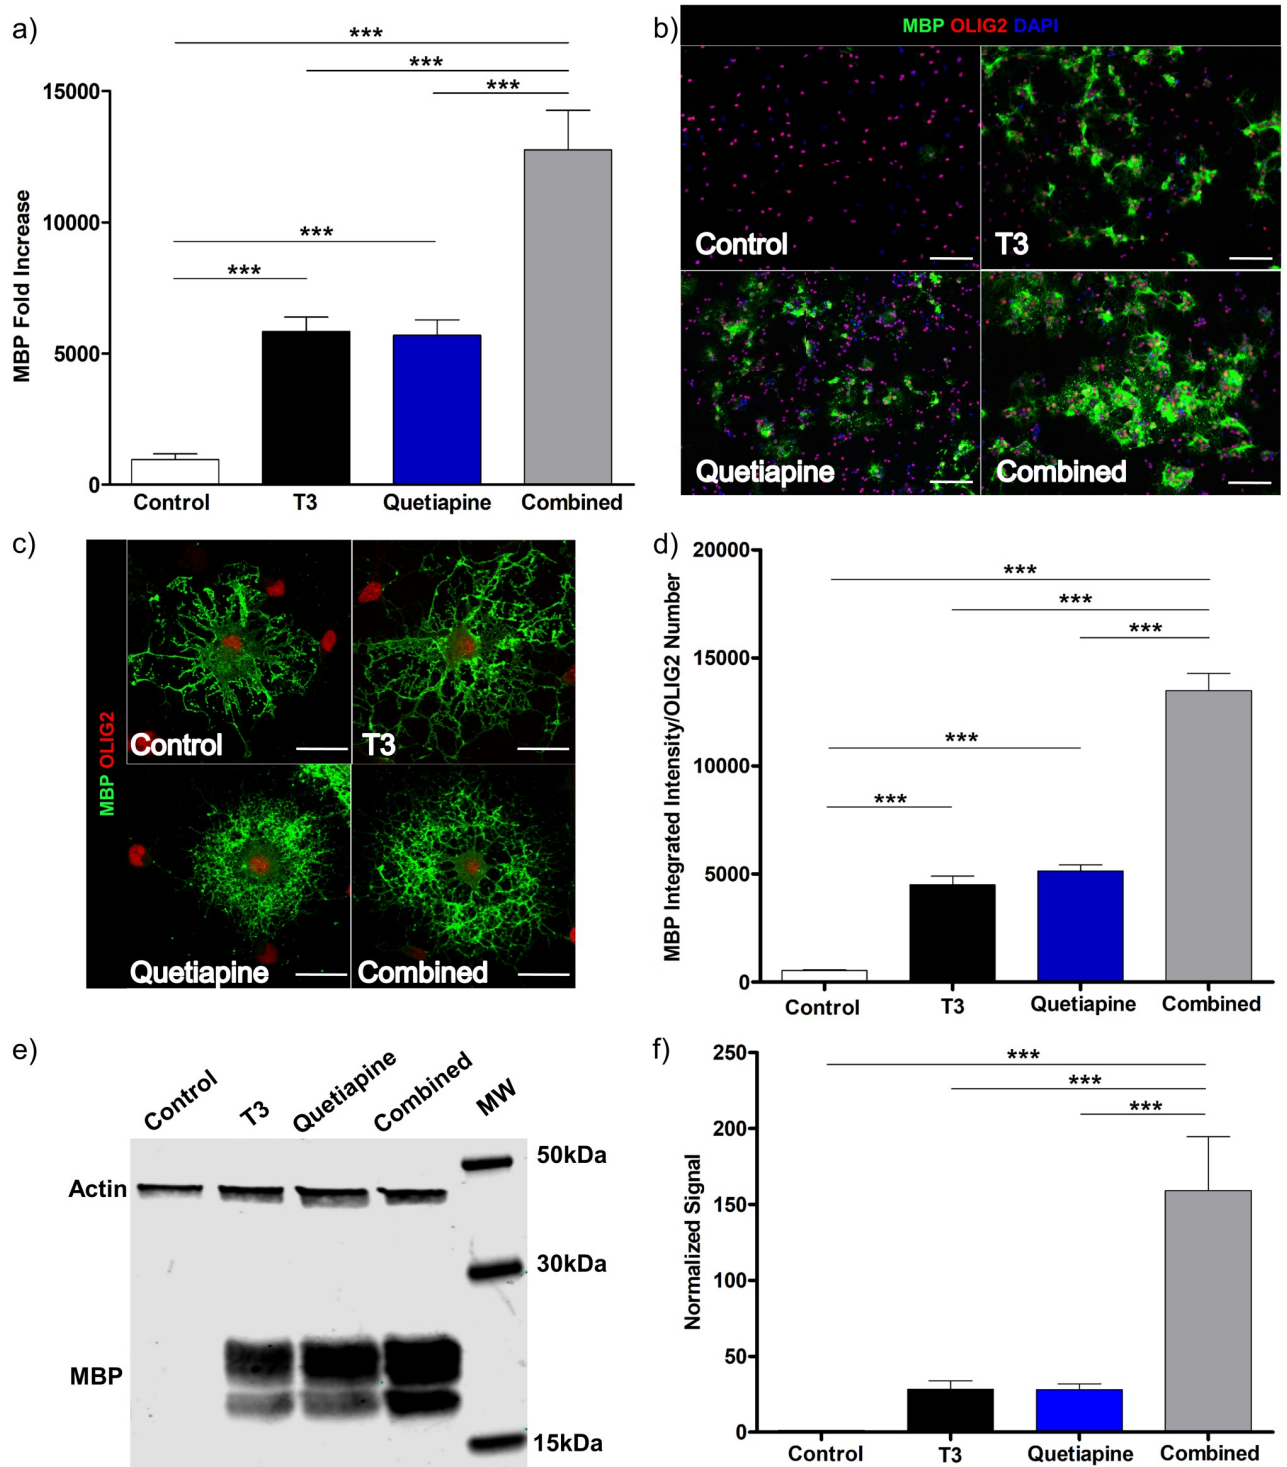 a)
***
***
***
15000
10000
5000
0
MBP Fold Increase
***
***
Control T3 Quetiapine Combined
b)
MBP OLIG2 DAPI
Control
T3
Quetiapine
Combined
c)
MBP OLIG2
Control
T3
Quetiapine
Combined
d)
20000
15000
10000
5000
0
MBP Integrated Intensity/OLIG2 Number
***
***
***
***
***
Control T3 Quetiapine Combined
e)
Control T3 Quetiapine Combined MW
50kDa
Actin
30kDa
MBP
15kDa
f)
250
200
150
100
50
0
Normalized Signal
***
***
***
Control T3 Quetiapine Combined